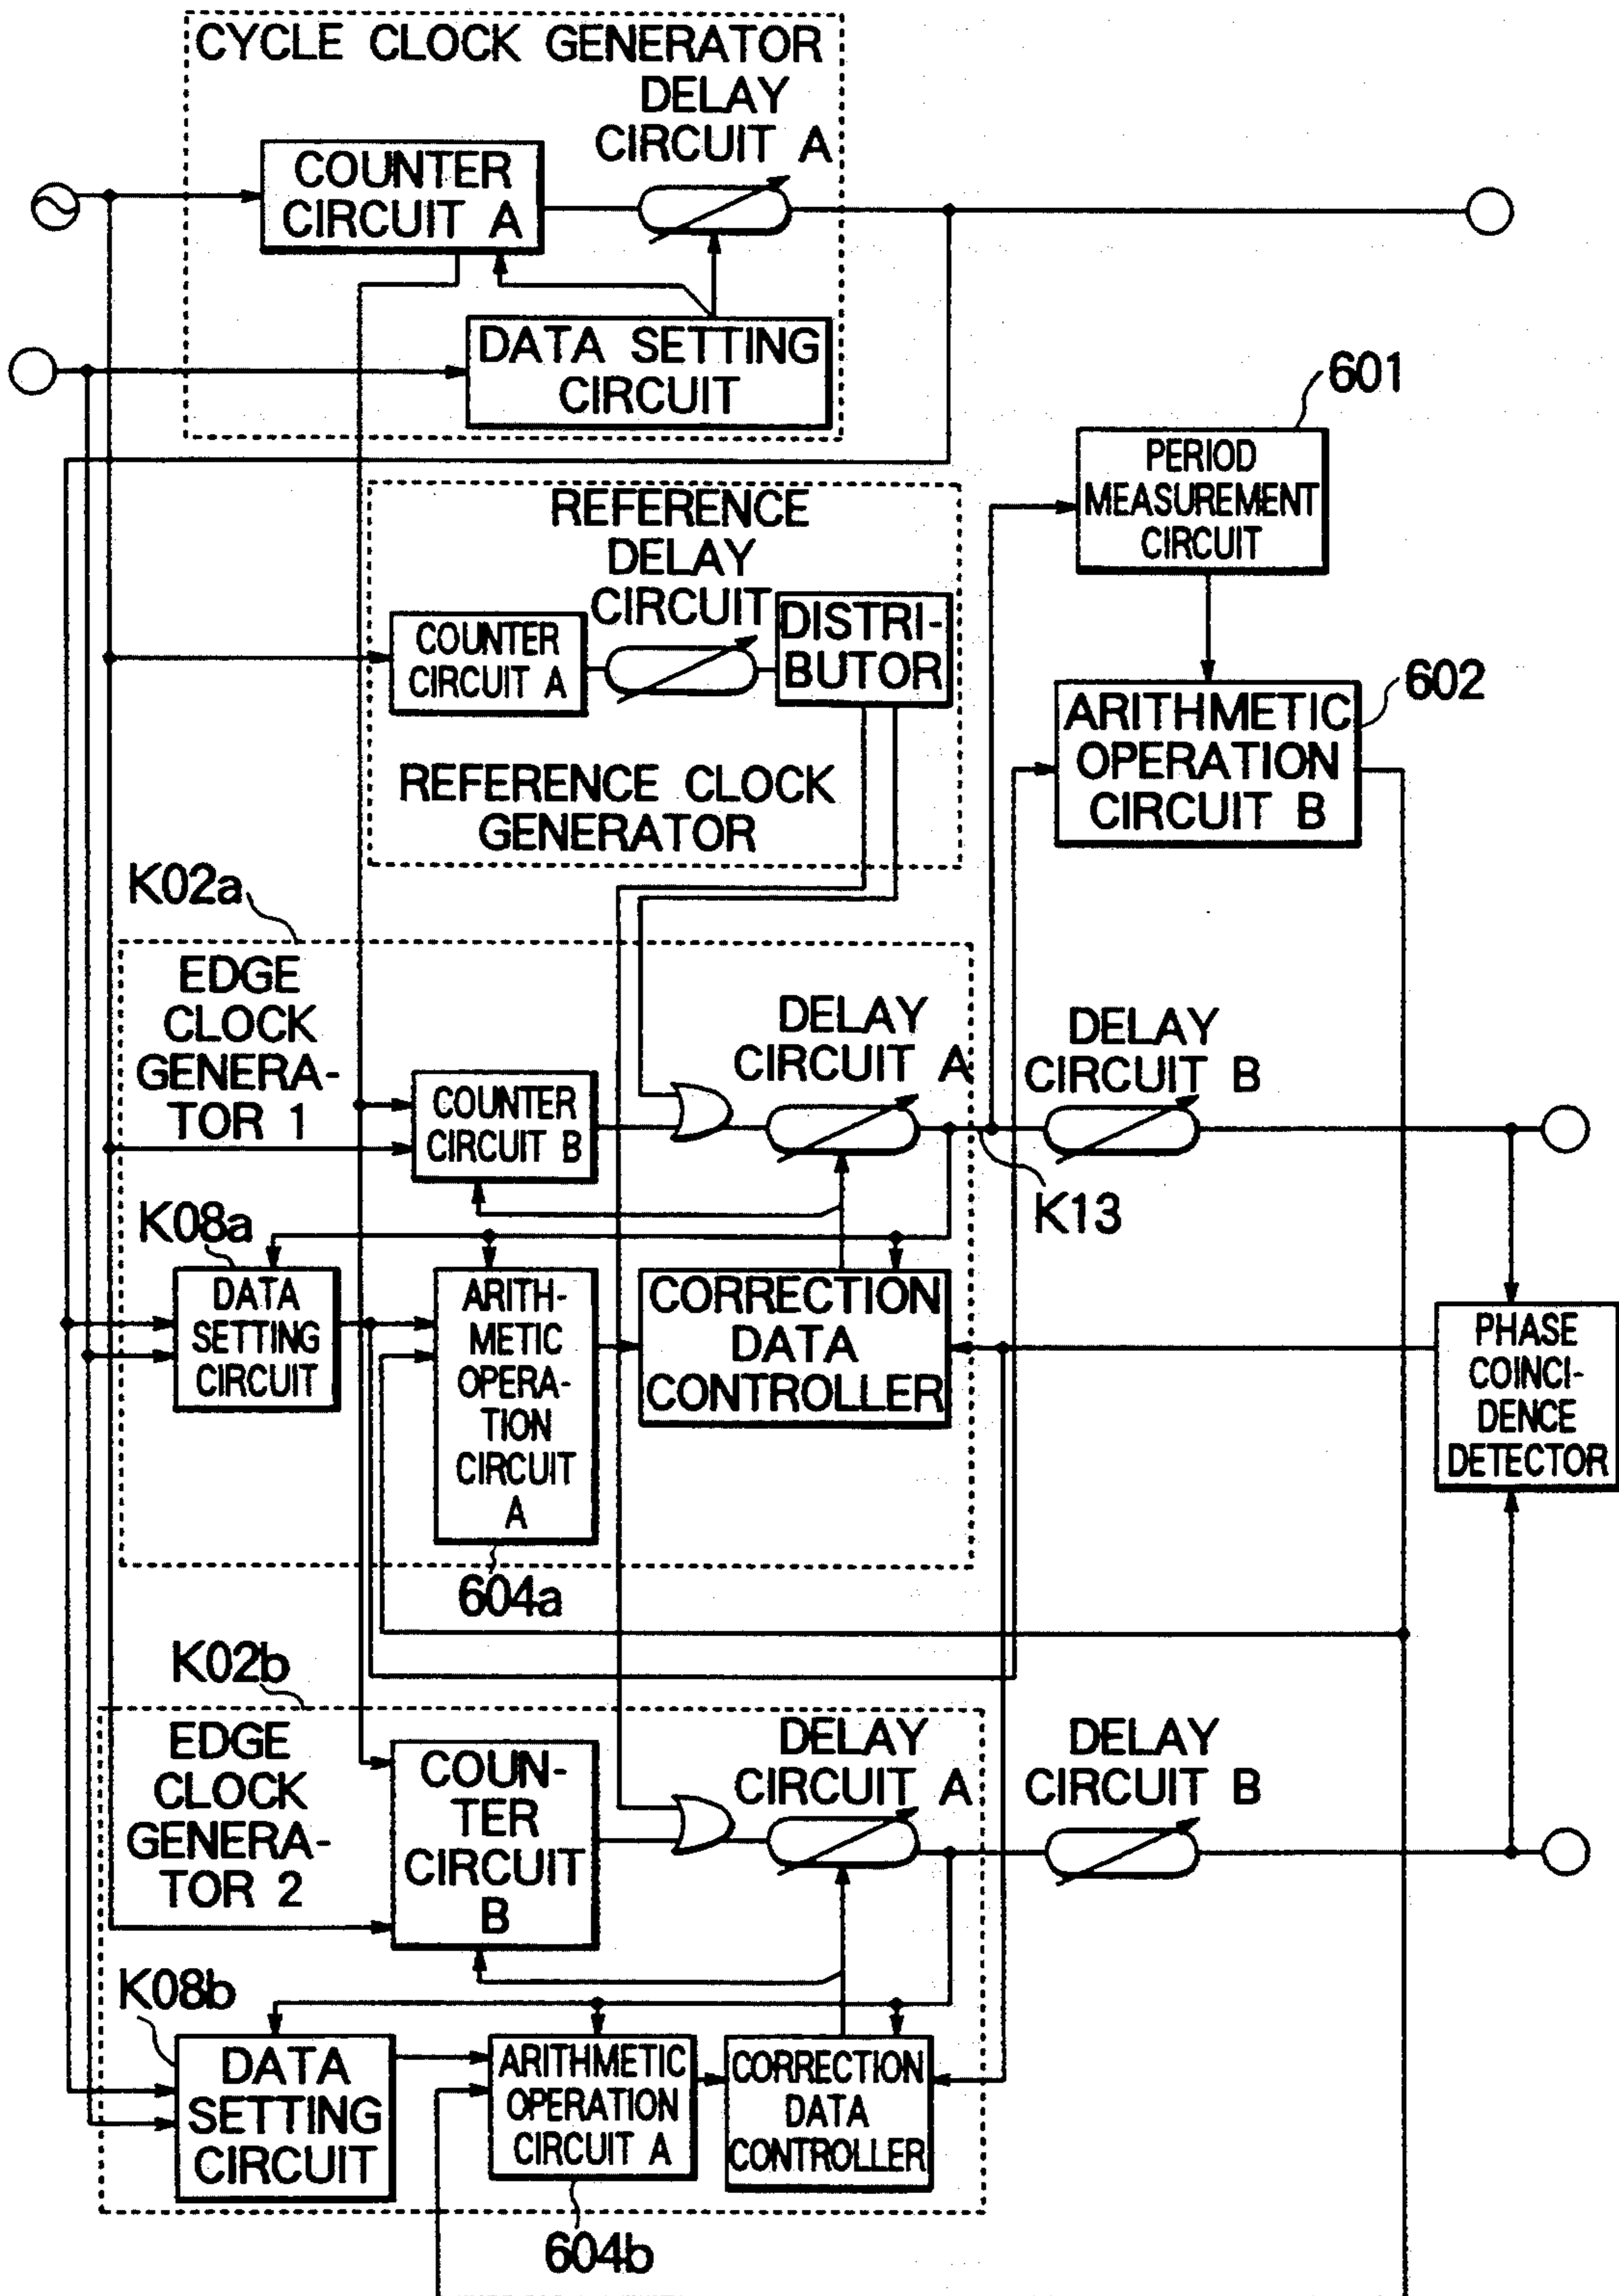 CYCLE CLOCK GENERATOR
DELAY
CIRCUIT A
COUNTER
CIRCUIT A
DATA SETTING
CIRCUIT
601
PERIOD
MEASUREMENT
CIRCUIT
REFERENCE
DELAY
CIRCUIT
COUNTER
CIRCUIT A
DISTRI-
BUTOR
REFERENCE CLOCK
GENERATOR
602
ARITHMETIC
OPERATION
CIRCUIT B
K02a
EDGE
CLOCK
GENERA-
TOR 1
COUNTER
CIRCUIT B
DELAY
CIRCUIT A
DELAY
CIRCUIT B
K13
K08a
DATA
SETTING
CIRCUIT
ARITH-
METIC
OPERA-
TION
CIRCUIT
A
CORRECTION
DATA
CONTROLLER
PHASE
COINCI-
DENCE
DETECTOR
604a
K02b
EDGE
CLOCK
GENERA-
TOR 2
COUN-
TER
CIRCUIT
B
DELAY
CIRCUIT A
DELAY
CIRCUIT B
K08b
DATA
SETTING
CIRCUIT
ARITHMETIC
OPERATION
CIRCUIT A
CORRECTION
DATA
CONTROLLER
604b